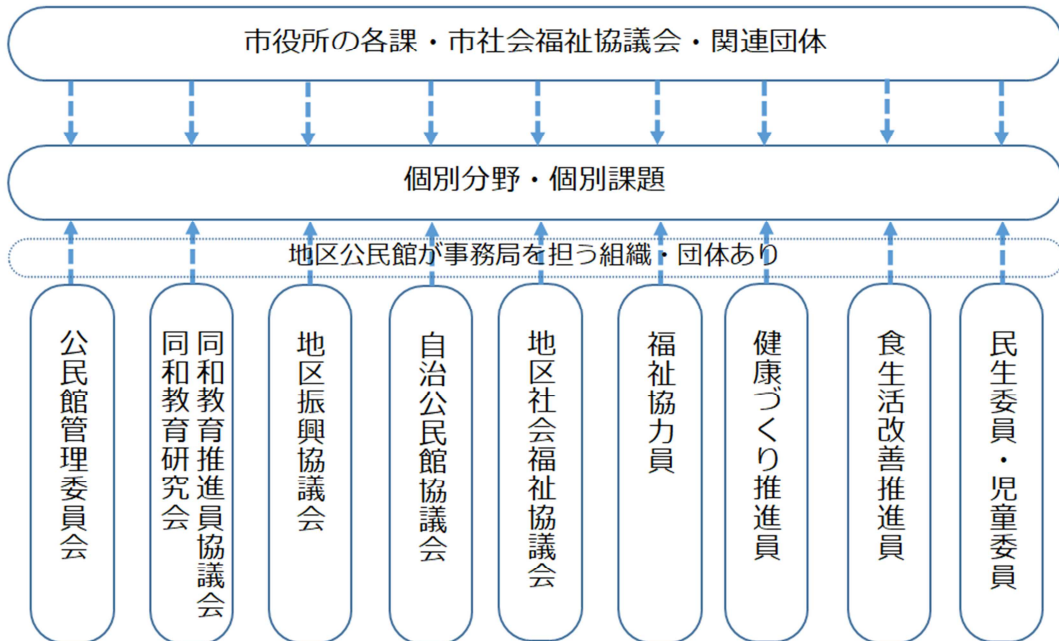 市役所の各課・市社会福祉協議会・関連団体
個別分野・個別課題
地区公民館が事務局を担う組織・団体あり
公民館管理委員会
同和教育推進員協議会
同和教育研究会
地区振興協議会
自治公民館協議会
地区社会福祉協議会
福祉協力員
健康づくり推進員
食生活改善推進員
民生委員・児童委員